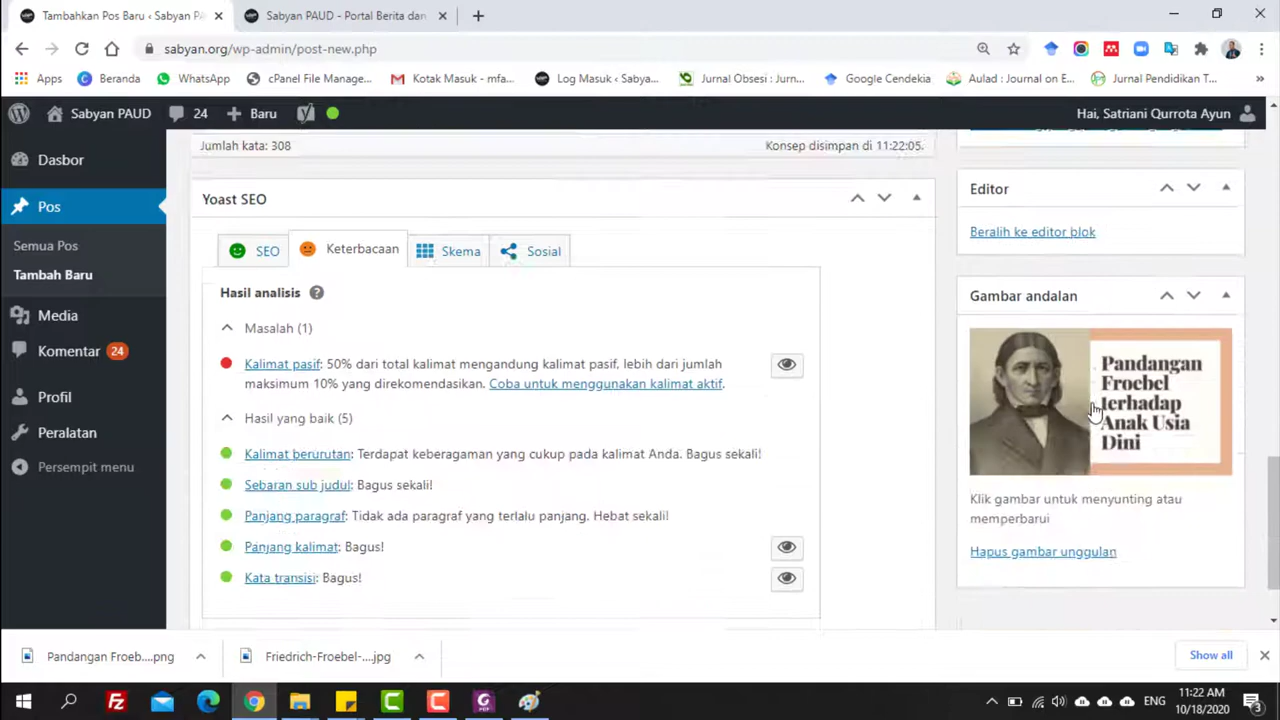 Tambahkan Pos Baru ‹ Sabyan PA
Sabyan PAUD - Portal Berita dan
sabyan.org/wp-admin/post-new.php
Apps
Beranda
WhatsApp
cPanel File Manage...
Kotak Masuk - mfa...
Log Masuk ‹ Sabya...
Jurnal Obsesi : Jurn...
Google Cendekia
Aulad : Journal on E...
Jurnal Pendidikan T...
»
Sabyan PAUD
24
Baru
Hai, Satriani Qurrota Ayun
Dasbor
Pos
Semua Pos
Tambah Baru
Media
Komentar 24
Profil
Peralatan
Persempit menu
Jumlah kata: 308
Konsep disimpan di 11:22:05.
Yoast SEO
SEO
Keterbacaan
Skema
Sosial
Hasil analisis
Masalah (1)
Kalimat pasif: 50% dari total kalimat mengandung kalimat pasif, lebih dari jumlah
maksimum 10% yang direkomendasikan. Coba untuk menggunakan kalimat aktif.
Hasil yang baik (5)
Kalimat berurutan: Terdapat keberagaman yang cukup pada kalimat Anda. Bagus sekali!
Sebaran sub judul: Bagus sekali!
Panjang paragraf: Tidak ada paragraf yang terlalu panjang. Hebat sekali!
Panjang kalimat: Bagus!
Kata transisi: Bagus!
Editor
Beralih ke editor blok
Gambar andalan
Pandangan
Froebel
terhadap
Anak Usia
Dini
Klik gambar untuk menyunting atau
memperbarui
Hapus gambar unggulan
Pandangan Froeb....png
Friedrich-Froebel-....jpg
Show all
ENG
11:22 AM
10/18/2020
3